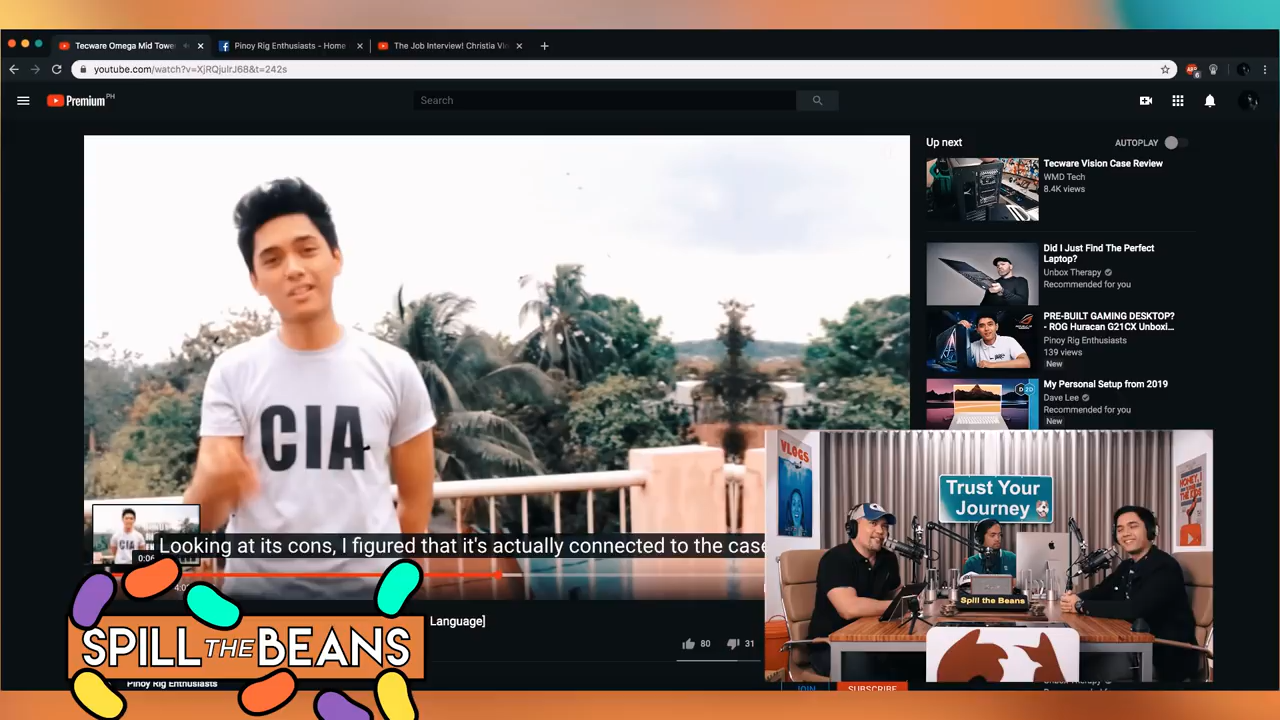 Tecware Omega Mid Towe
Pinoy Rig Enthusiasts - Home
The Job Interview! Christia Vi
youtube.com/watch?v=XjRQjuIrJ68&t=242s
Premium PH
Search
Up next
AUTOPLAY
Tecware Vision Case Review
WMD Tech
8.4K views
Did I Just Find The Perfect
Laptop?
Unbox Therapy
Recommended for you
PRE-BUILT GAMING DESKTOP?
- ROG Huracan G21CX Unboxi...
Pinoy Rig Enthusiasts
139 views
New
My Personal Setup from 2019
Dave Lee
Recommended for you
New
CIA
Looking at its cons, I figured that it's actually connected to the case
VLOGS
Trust Your
Journey
Spill the Beans
Language]
80
31
SPILL THE BEANS
Pinoy Rig Enthusiasts
JOIN
SUBSCRIBE